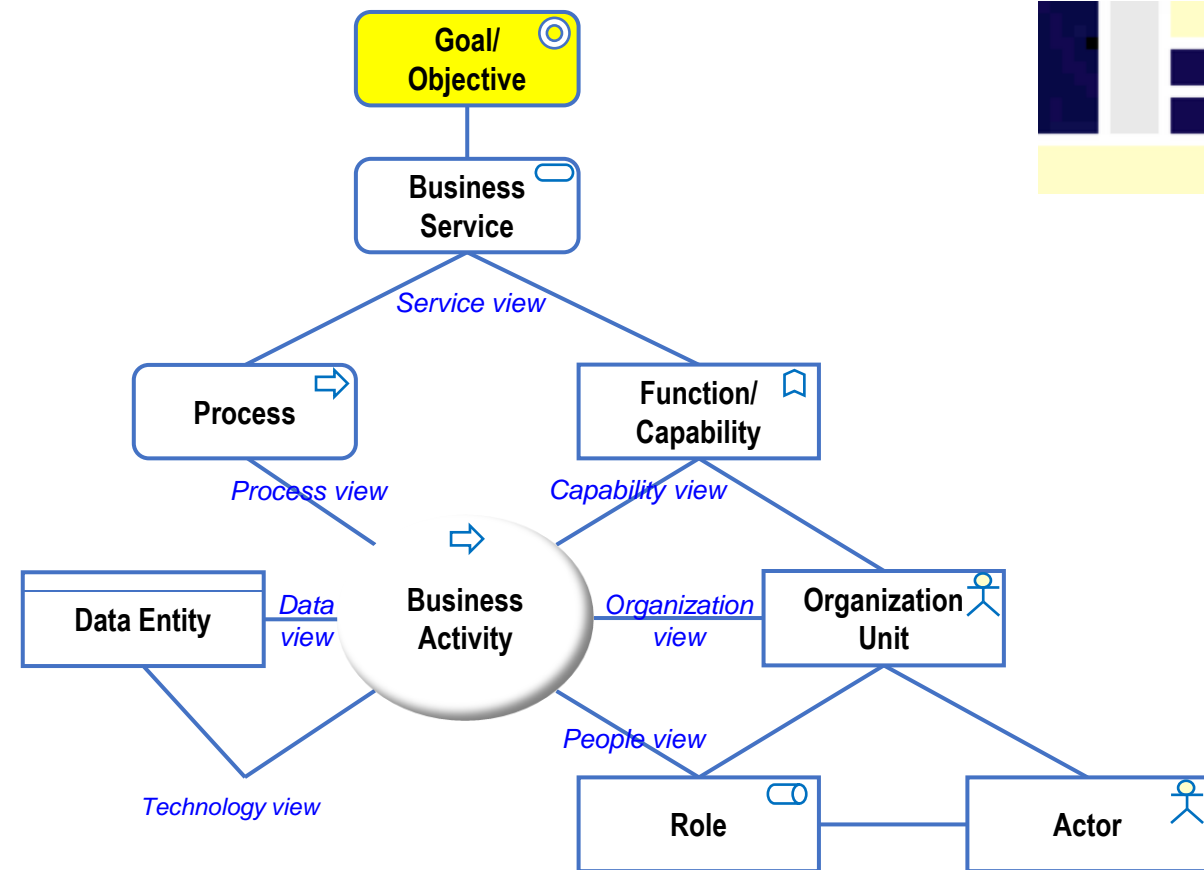 Goal/
Objective
Business
Service
Service view
Process
Function/
Capability
Process view
Capability view
Data Entity
Data
view
Business
Activity
Organization
view
Organization
Unit
People view
Technology view
Role
Actor